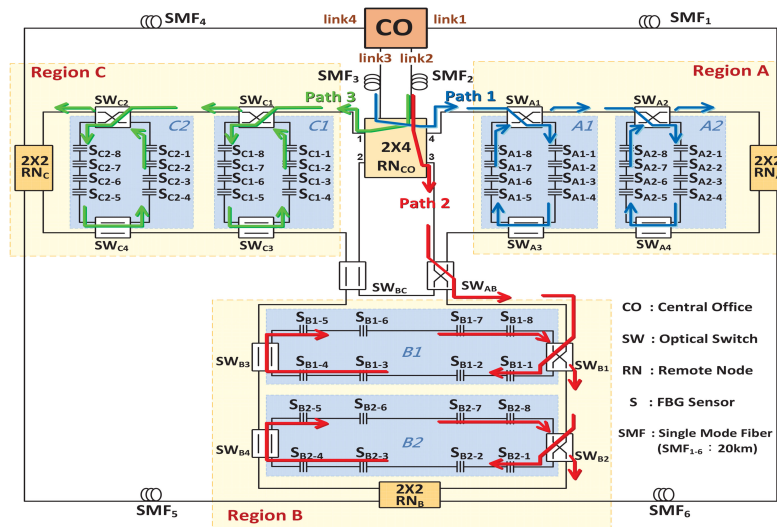 SMF4
link4
CO
link1
SMF1
link3
link2
Region C
SMF3
SMF2
Region A
SWC2
SWC1
Path 3
Path 1
SWA1
SWA2
C2
C1
A1
A2
1
2X4
RNCO
4
2
3
2X2
RNC
SC2-8
SC2-7
SC2-6
SC2-5
SC2-1
SC2-2
SC2-3
SC2-4
SC1-8
SC1-7
SC1-6
SC1-5
SC1-1
SC1-2
SC1-3
SC1-4
SA1-8
SA1-7
SA1-6
SA1-5
SA1-1
SA1-2
SA1-3
SA1-4
SA2-8
SA2-7
SA2-6
SA2-5
SA2-1
SA2-2
SA2-3
SA2-4
2X2
Path 2
SWC4
SWC3
SWA3
SWA4
SWBC
SWAB
SB1-5
SB1-6
SB1-7
SB1-8
B1
SWB3
SB1-4
SB1-3
SB1-2
SB1-1
SWB1
SB2-5
SB2-6
SB2-7
SB2-8
B2
SWB4
SB2-4
SB2-3
SB2-2
SB2-1
SWB2
2X2
RNB
SMF5
SMF6
Region B
CO : Central Office
SW : Optical Switch
RN : Remote Node
S : FBG Sensor
SMF : Single Mode Fiber
(SMF1-6 : 20km)